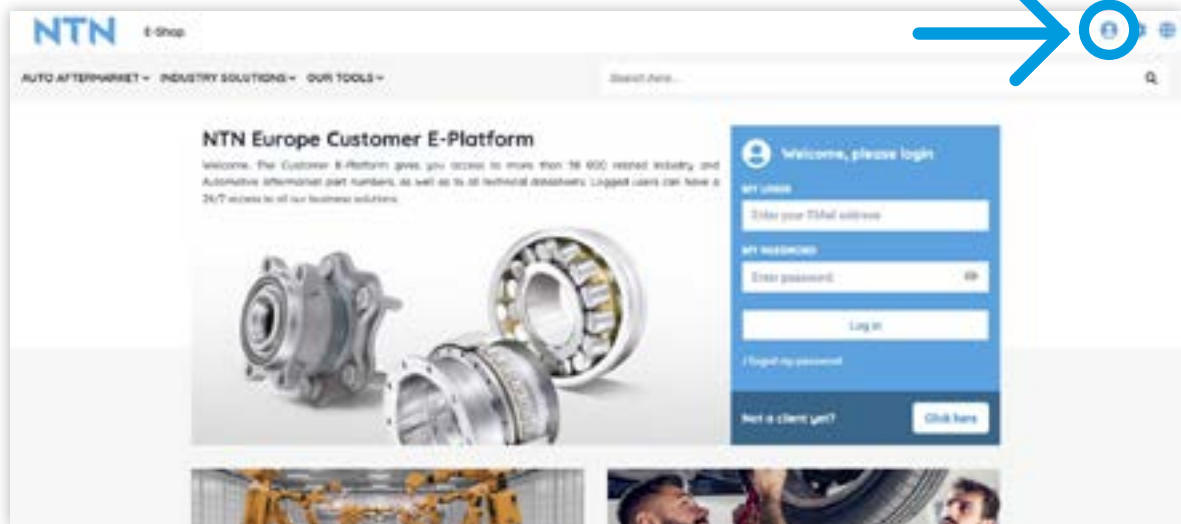 NTN E-Shop
AUTO AFTERMARKET INDUSTRY SOLUTIONS OUR TOOLS
Search here...
NTN Europe Customer E-Platform
Welcome. The Customer E-Platform gives you access to more than related industry and
Automotive Aftermarket part numbers, as well as to all technical datasheets. Logged users can have a
24/7 access to all our business solutions.
Welcome, please login
MY LOGIN
Enter your EMail address
MY PASSWORD
Enter password
Log in
I forgot my password
Not a client yet? Click here